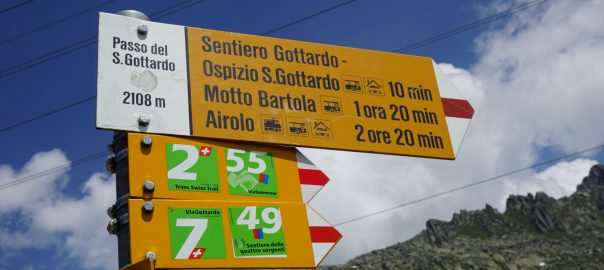 Passo del
S.Gottardo
2108 m
Sentiero Gottardo -
Ospizio S.Gottardo 10 min
Motto Bartola 1 ora 20 min
Airolo 2 ore 20 min
2
Trans Swiss Trail
55
ViaSuworow
ViaGottardo
7
49
Sentiero delle
quattro sorgenti